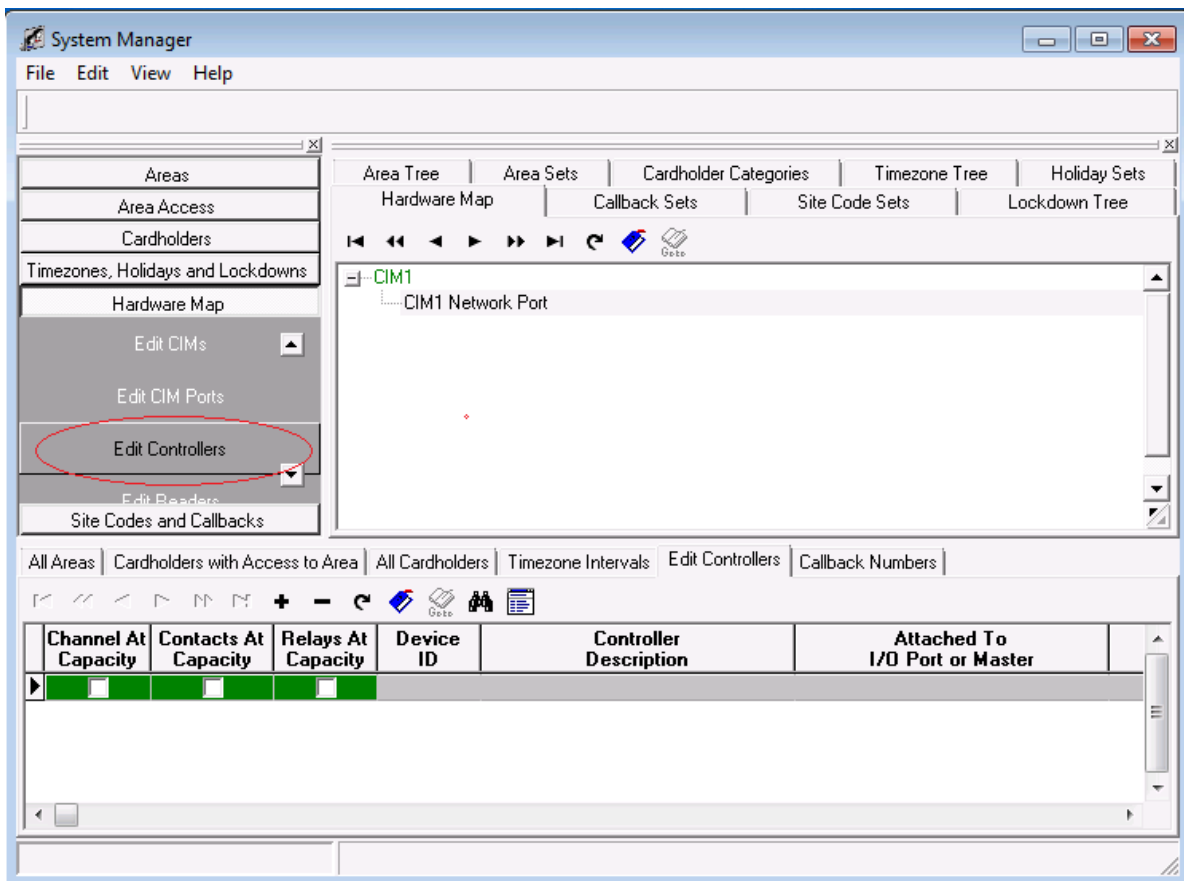 System Manager
File Edit View Help
Areas
Area Access
Cardholders
Timezones, Holidays and Lockdowns
Hardware Map
Edit CIMs
Edit CIM Ports
Edit Controllers
Edit Readers
Site Codes and Callbacks
Area Tree Area Sets Cardholder Categories Timezone Tree Holiday Sets
Hardware Map Callback Sets Site Code Sets Lockdown Tree
Goto
CIM1
CIM1 Network Port
All Areas Cardholders with Access to Area All Cardholders Timezone Intervals Edit Controllers Callback Numbers
Goto
Channel At Capacity Contacts At Capacity Relays At Capacity Device ID Controller Description Attached To I/O Port or Master